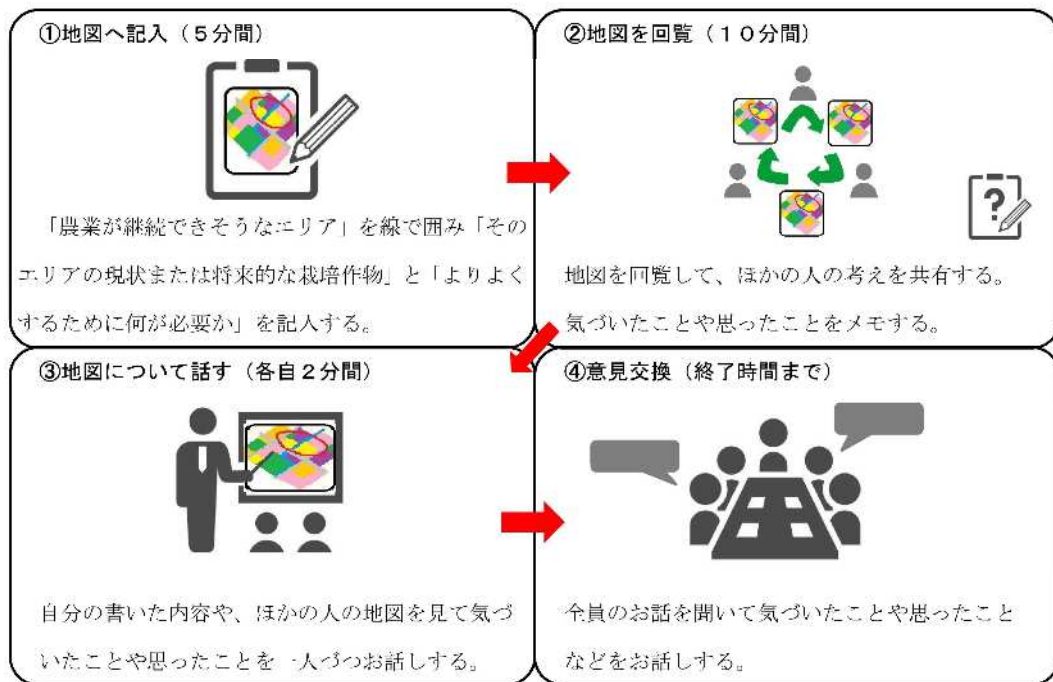 ①地図へ記入（５分間）
「農業が継続できそうなエリア」を線で囲み「その
エリアの現状または将来的な栽培作物」と「よりよく
するために何が必要か」を記入する。
②地図を回覧（１０分間）
?
地図を回覧して、ほかの人の考えを共有する。
気づいたことや思ったことをメモする。
③地図について話す（各自２分間）
自分の書いた内容や、ほかの人の地図を見て気づ
いたことや思ったことを一人づつお話しする。
④意見交換（終了時間まで）
全員のお話を聞いて気づいたことや思ったこと
などをお話しする。